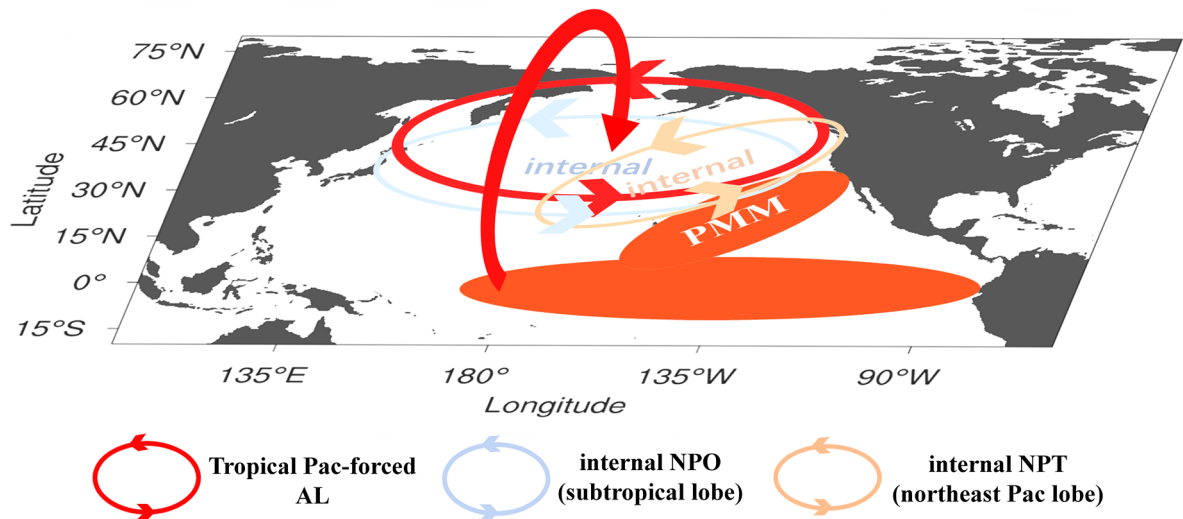 75°N
60°N
45°N
30°N
15°N
0°
15°S
Latitude
internal
internal
PMM
135°E
180°
135°W
90°W
Longitude
Tropical Pac-forced
AL
internal NPO
(subtropical lobe)
internal NPT
(northeast Pac lobe)